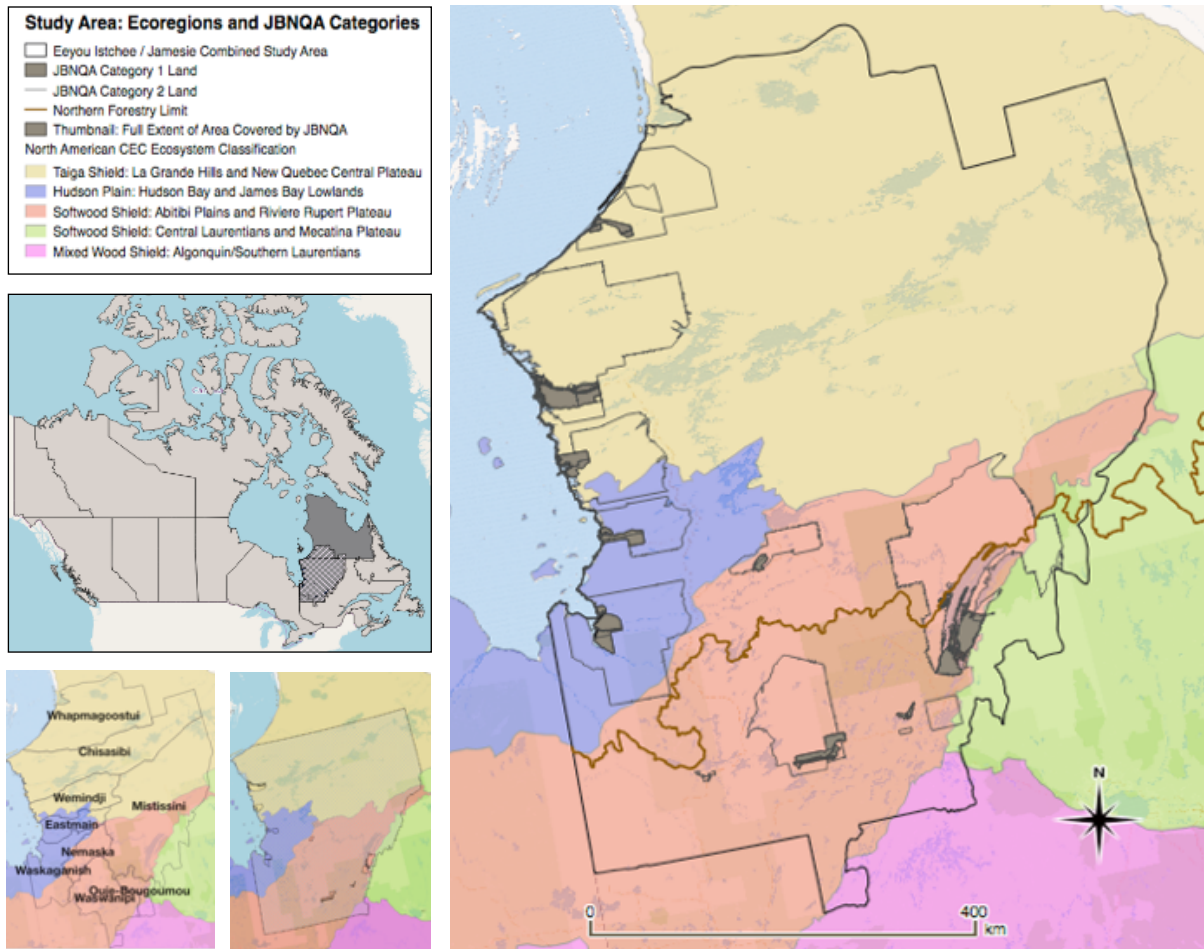 Study Area: Ecoregions and JBNQA Categories
Eeyou Istchee / Jamesie Combined Study Area
JBNQA Category 1 Land
JBNQA Category 2 Land
Northern Forestry Limit
Thumbnail: Full Extent of Area Covered by JBNQA
North American CEC Ecosystem Classification
Taiga Shield: La Grande Hills and New Quebec Central Plateau
Hudson Plain: Hudson Bay and James Bay Lowlands
Softwood Shield: Abitibi Plains and Riviere Rupert Plateau
Softwood Shield: Central Laurentians and Mecatina Plateau
Mixed Wood Shield: Algonquin/Southern Laurentians
Whapmagoostui
Chisasibi
Wemindji
Mistissini
Eastmain
Nemaska
Waskaganish
Ouje-Bougoumou
Waswanipi
N
0
400
km